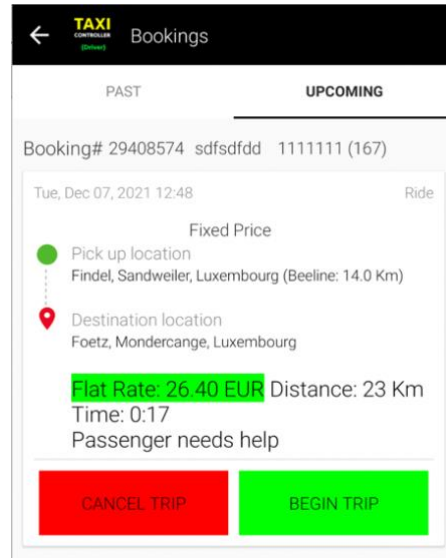 TAXI
CONTROLLER
(Driver)
Bookings
PAST
UPCOMING
Booking# 29408574 sdfsdfdd 1111111 (167)
Tue, Dec 07, 2021 12:48
Ride
Fixed Price
Pick up location
Findel, Sandweiler, Luxembourg (Beeline: 14.0 Km)
Destination location
Foetz, Mondercange, Luxembourg
Flat Rate: 26.40 EUR Distance: 23 Km
Time: 0:17
Passenger needs help
CANCEL TRIP
BEGIN TRIP